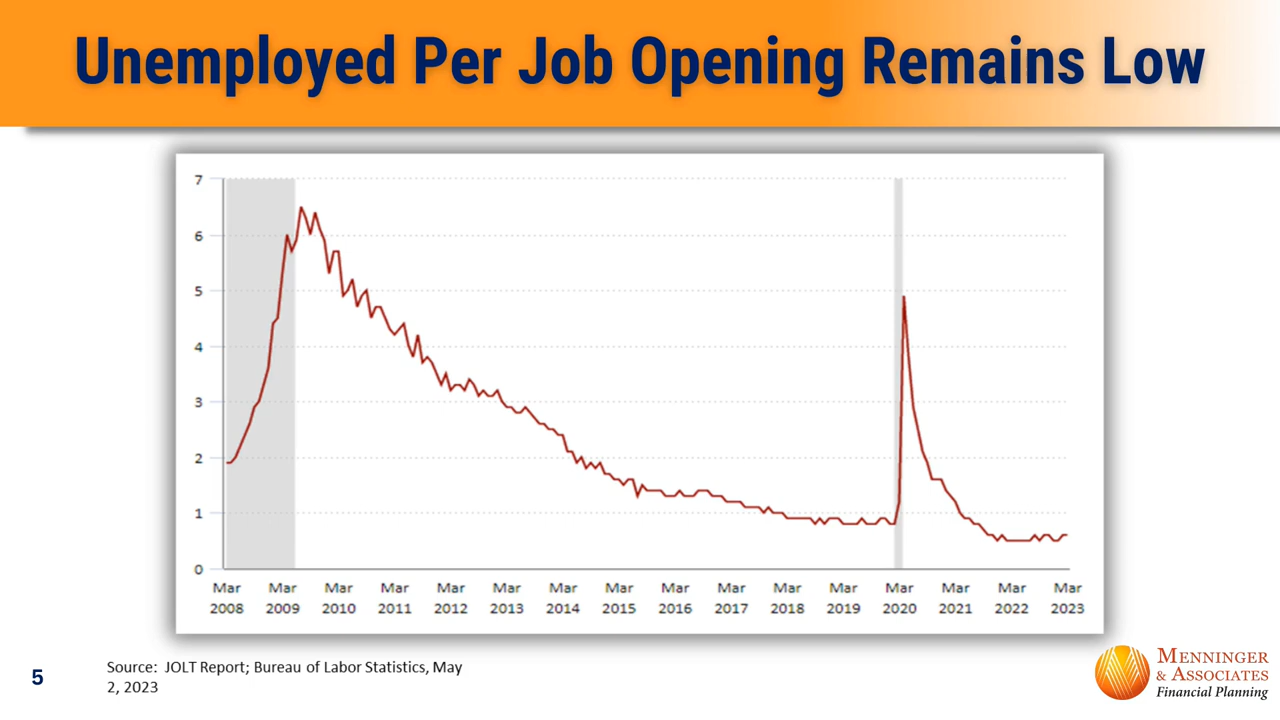 Unemployed Per Job Opening Remains Low
7
6
5
4
3
2
1
0
Mar Mar Mar Mar Mar Mar Mar Mar Mar Mar Mar Mar Mar Mar Mar Mar
2008 2009 2010 2011 2012 2013 2014 2015 2016 2017 2018 2019 2020 2021 2022 2023
5
Source: JOLT Report; Bureau of Labor Statistics, May
2, 2023
MENNINGER
& ASSOCIATES
Financial Planning